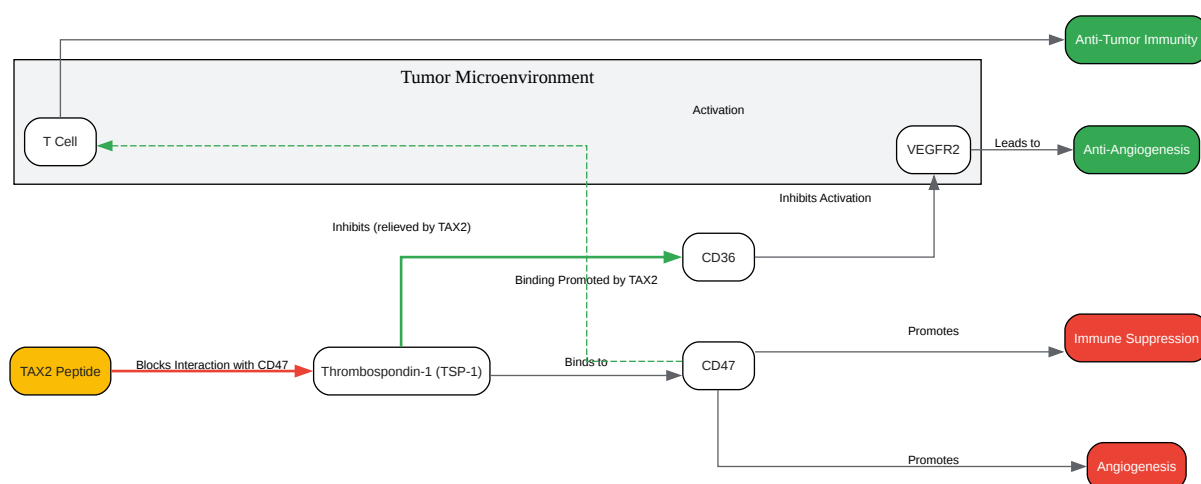 Anti-Tumor Immunity
Tumor Microenvironment
Activation
T Cell
VEGFR2
Leads to
Anti-Angiogenesis
Inhibits Activation
Inhibits (relieved by TAX2)
CD36
Binding Promoted by TAX2
Promotes
Immune Suppression
TAX2 Peptide
Blocks Interaction with CD47
Thrombospondin-1 (TSP-1)
Binds to
CD47
Promotes
Angiogenesis